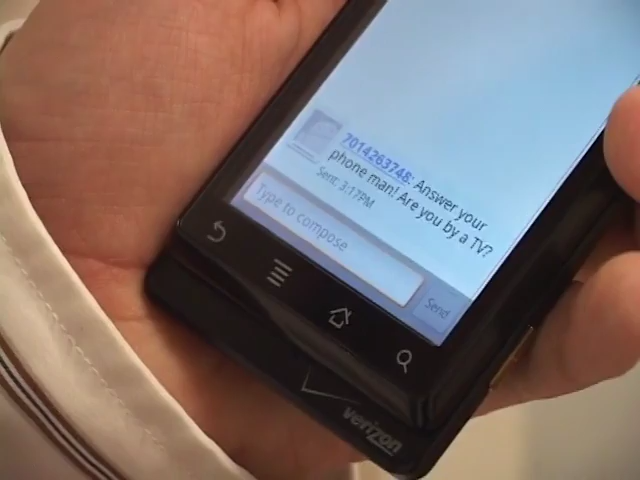 7014263748: Answer your
phone man! Are you by a TV?
Sent: 3:17PM
Type to compose
Send
verizon